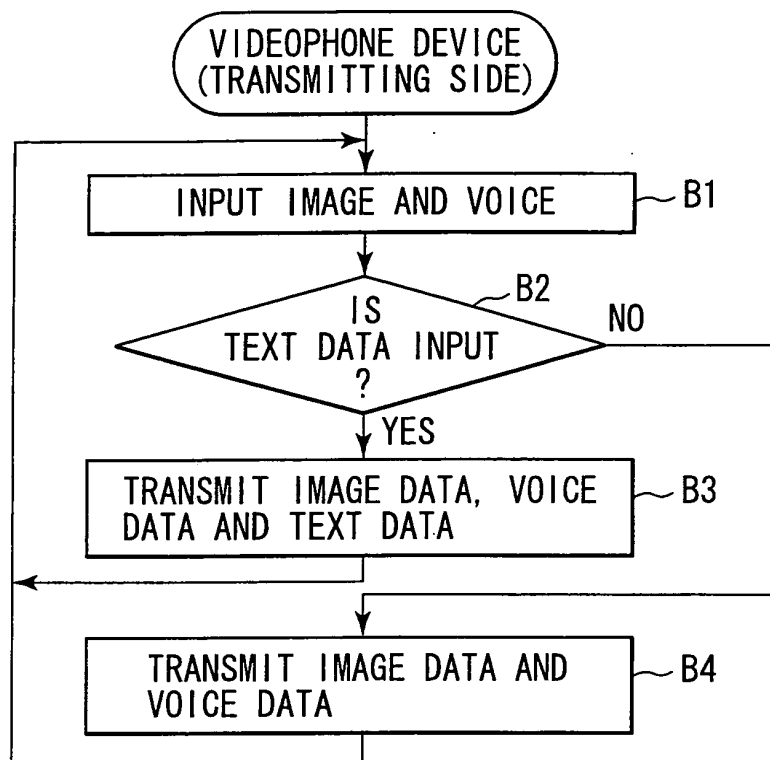 VIDEOPHONE DEVICE
(TRANSMITTING SIDE)
INPUT IMAGE AND VOICE
B1
B2
IS
TEXT DATA INPUT
?
NO
YES
TRANSMIT IMAGE DATA, VOICE
DATA AND TEXT DATA
B3
TRANSMIT IMAGE DATA AND
VOICE DATA
B4